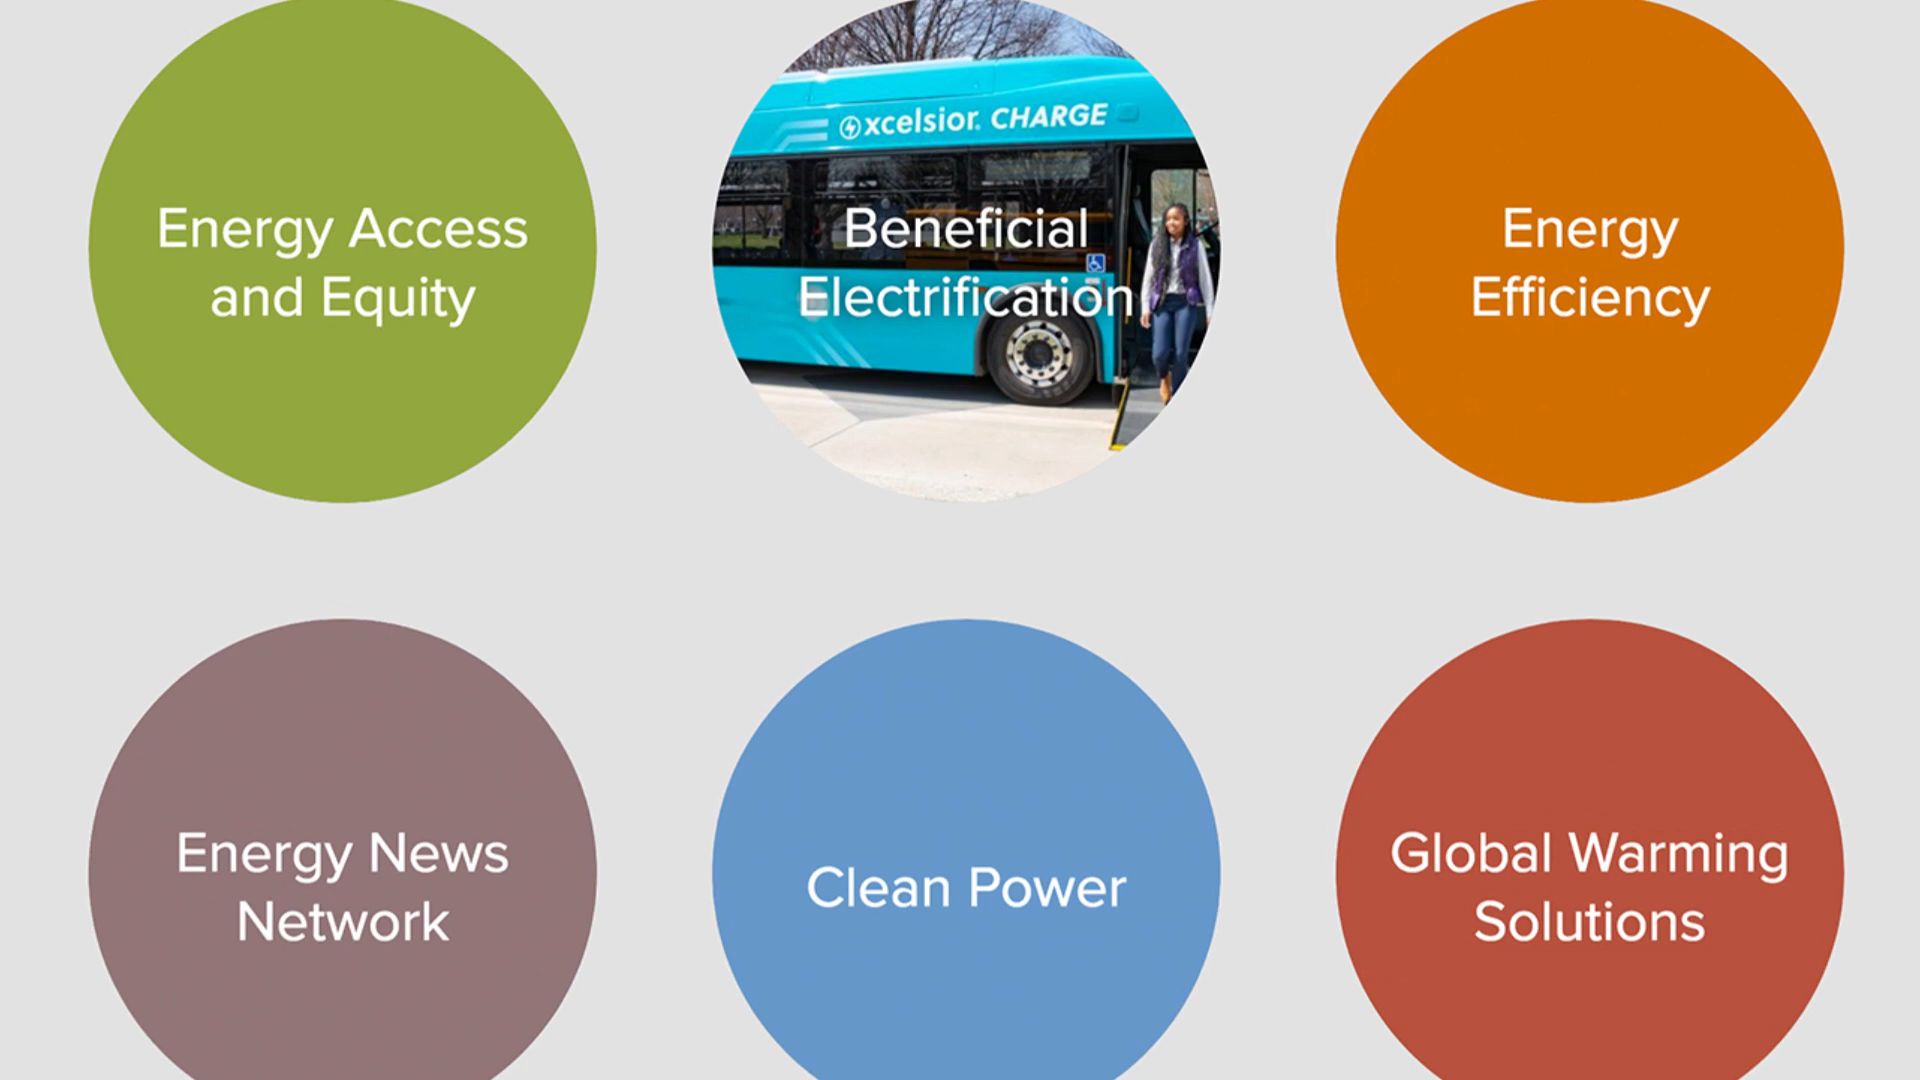 Energy Access
and Equity
xcelsior CHARGE
Beneficial
Electrification
Energy
Efficiency
Energy News
Network
Clean Power
Global Warming
Solutions